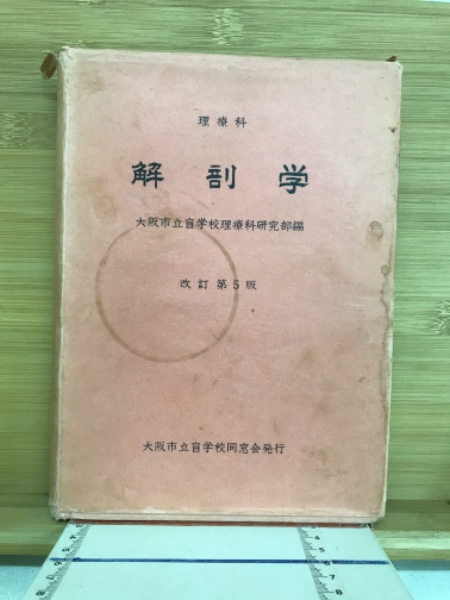 理療科
解剖学
大阪市立盲学校理療科研究部編
改訂第5版
大阪市立盲学校同窓会発行